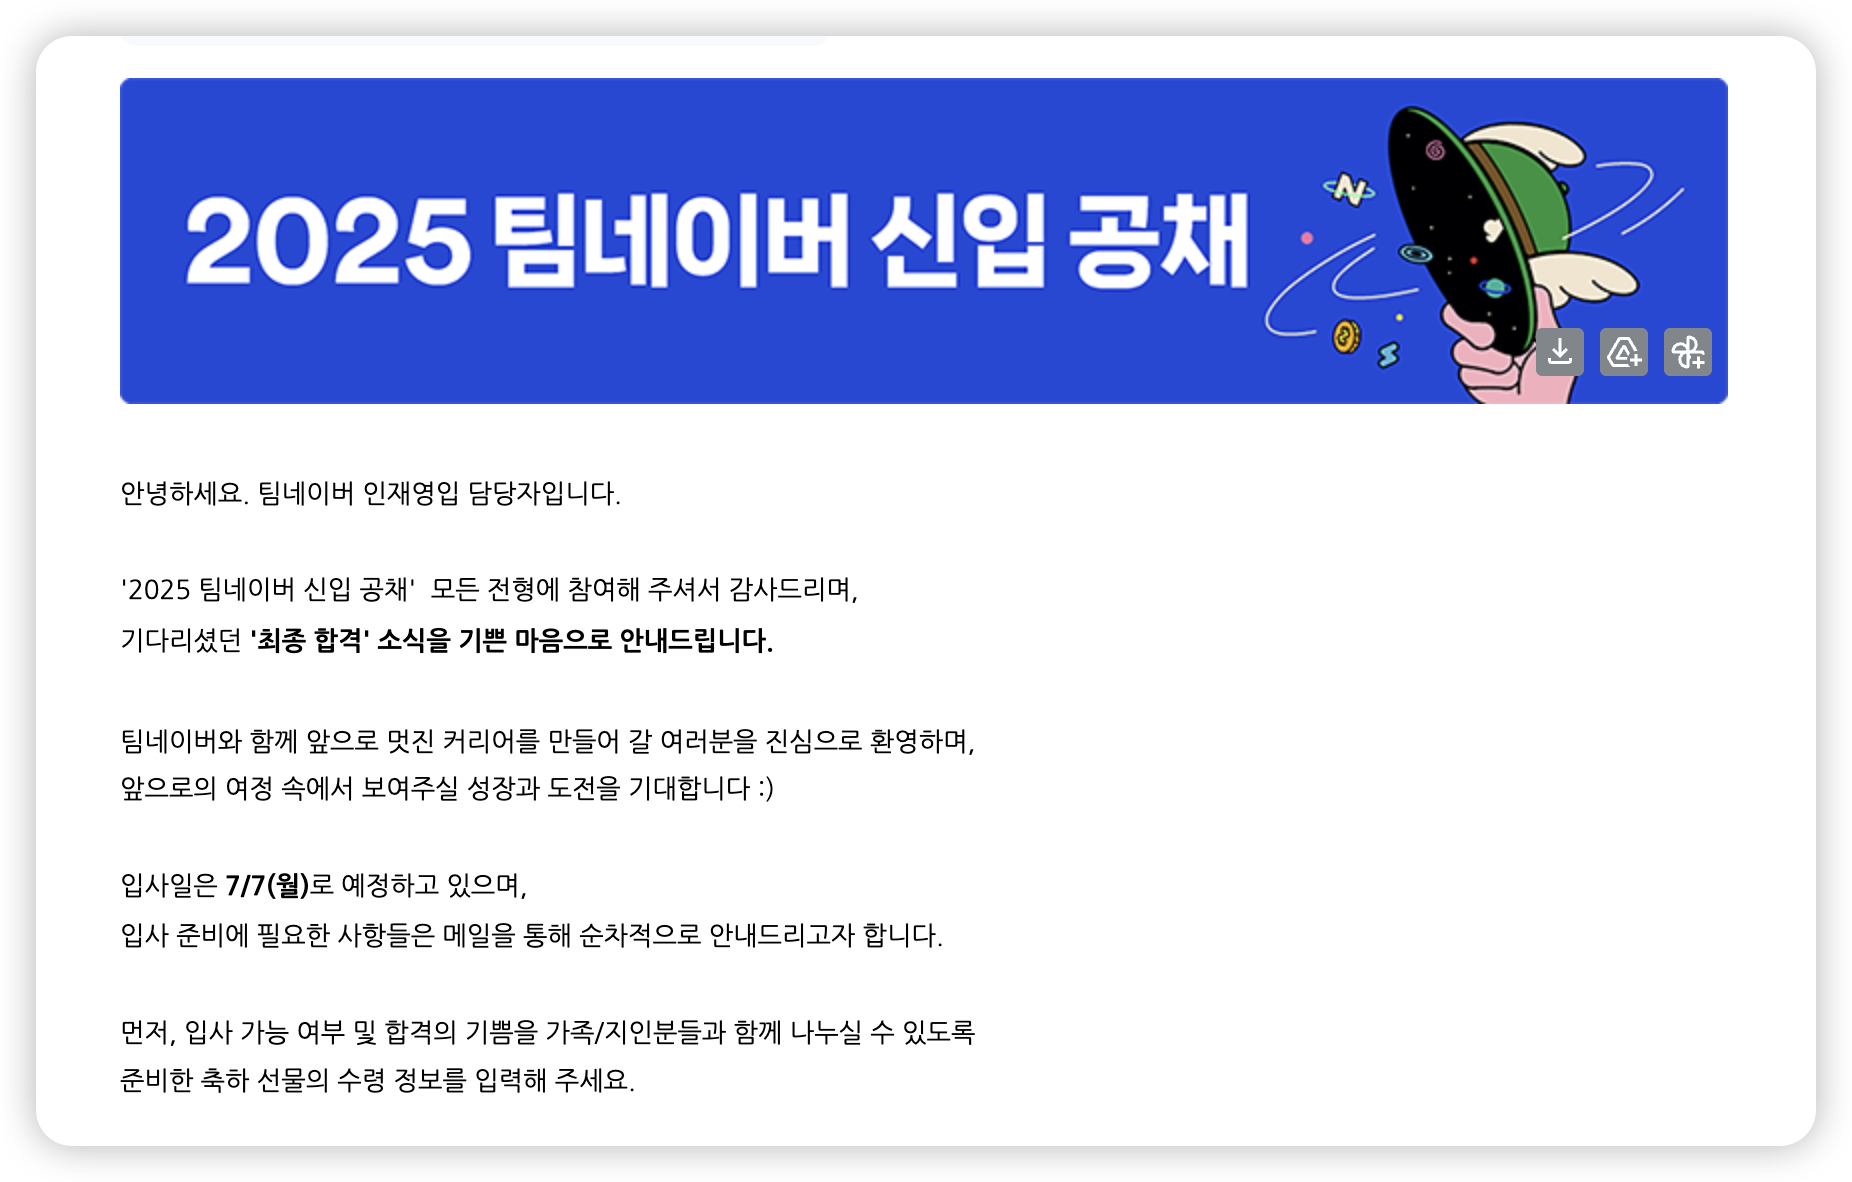 2025 팀네이버 신입 공채
안녕하세요. 팀네이버 인재영입 담당자입니다.
'2025 팀네이버 신입 공채'  모든 전형에 참여해 주셔서 감사드리며,
기다리셨던 '최종 합격' 소식을 기쁜 마음으로 안내드립니다.
팀네이버와 함께 앞으로 멋진 커리어를 만들어 갈 여러분을 진심으로 환영하며,
앞으로의 여정 속에서 보여주실 성장과 도전을 기대합니다 :)
입사일은 7/7(월)로 예정하고 있으며,
입사 준비에 필요한 사항들은 메일을 통해 순차적으로 안내드리고자 합니다.
먼저, 입사 가능 여부 및 합격의 기쁨을 가족/지인분들과 함께 나누실 수 있도록
준비한 축하 선물의 수령 정보를 입력해 주세요.